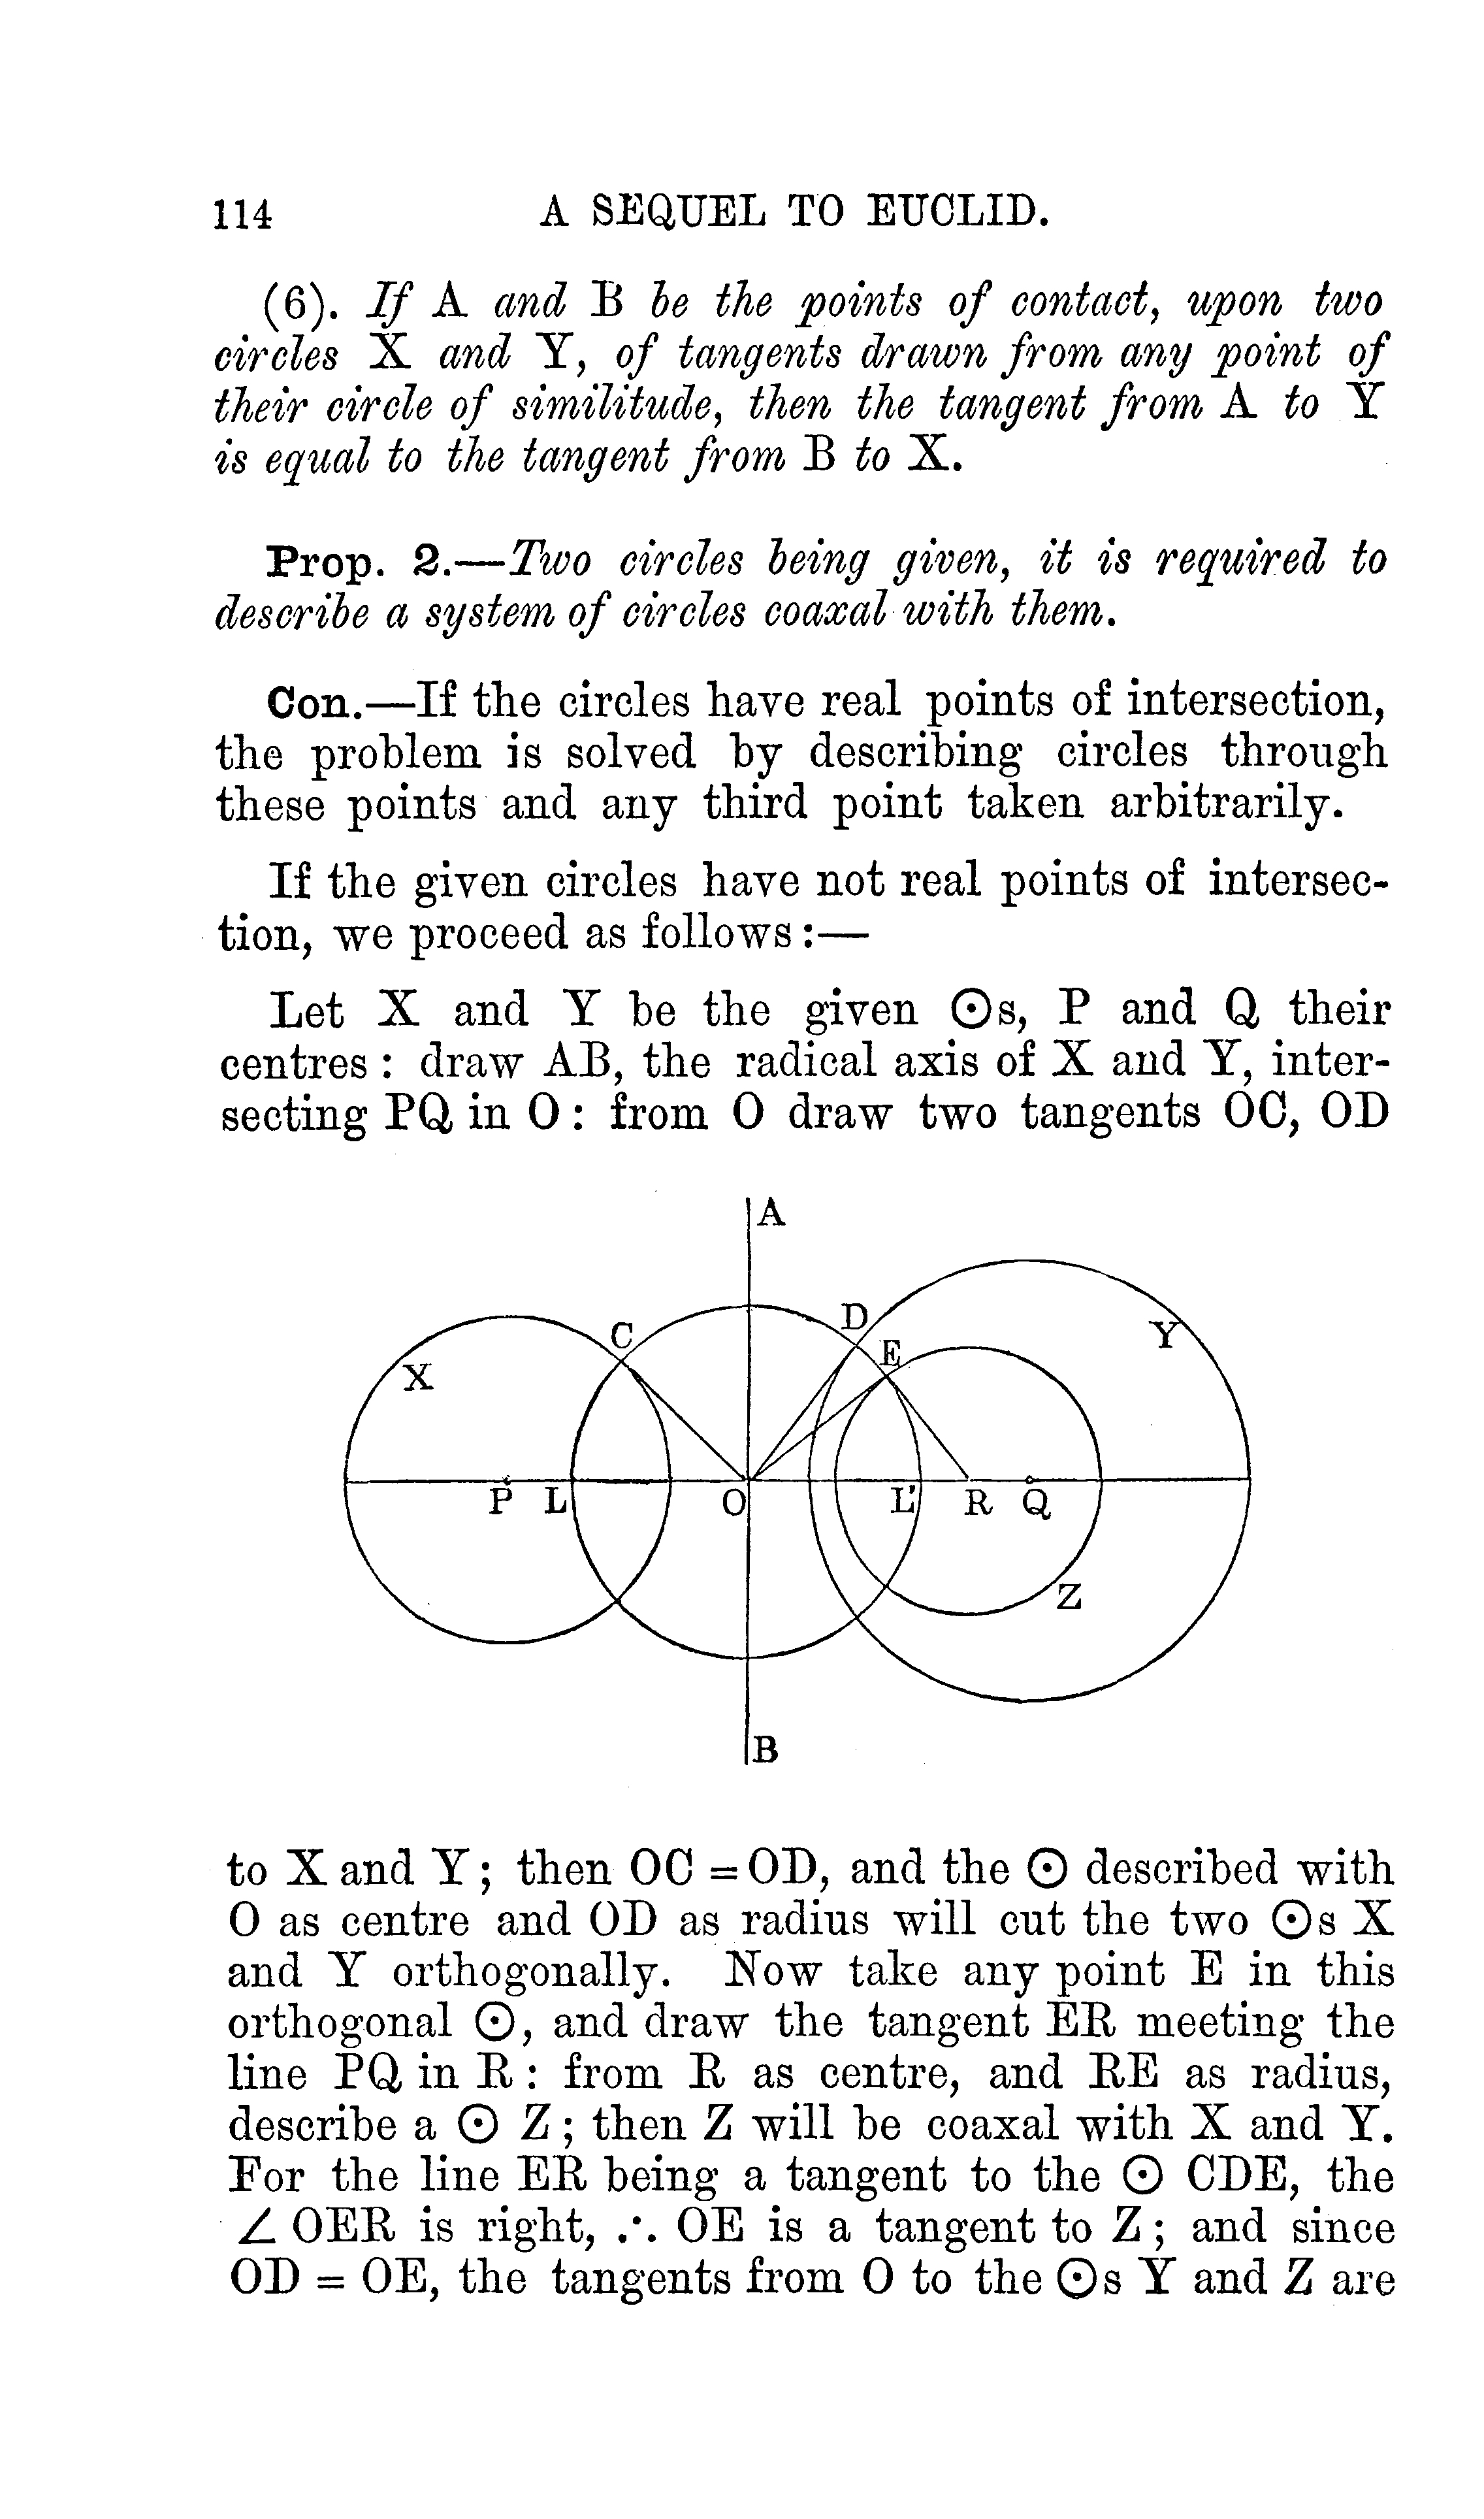 114 A SEQUEL TO EUCLID.
(6). If A and B be the points of contact, upon two
circles X and Y, of tangents drawn from any point of
their circle of similitude, then the tangent from A to Y
is equal to the tangent from B to X.
Prop. 2.—Two circles being given, it is required to
describe a system of circles coaxal with them.
Con.—If the circles have real points of intersection,
the problem is solved by describing circles through
these points and any third point taken arbitrarily.
If the given circles have not real points of intersec-
tion, we proceed as follows :—
Let X and Y be the given ⊙s, P and Q their
centres : draw AB, the radical axis of X and Y, inter-
secting PQ in O : from O draw two tangents OC, OD
A
D
C
Y
E
X
P L O L' R Q
Z
B
to X and Y ; then OC = OD, and the ⊙ described with
O as centre and OD as radius will cut the two ⊙s X
and Y orthogonally. Now take any point E in this
orthogonal ⊙, and draw the tangent ER meeting the
line PQ in R : from R as centre, and RE as radius,
describe a ⊙ Z ; then Z will be coaxal with X and Y.
For the line ER being a tangent to the ⊙ CDE, the
∠ OER is right, ∴ OE is a tangent to Z ; and since
OD = OE, the tangents from O to the ⊙s Y and Z are